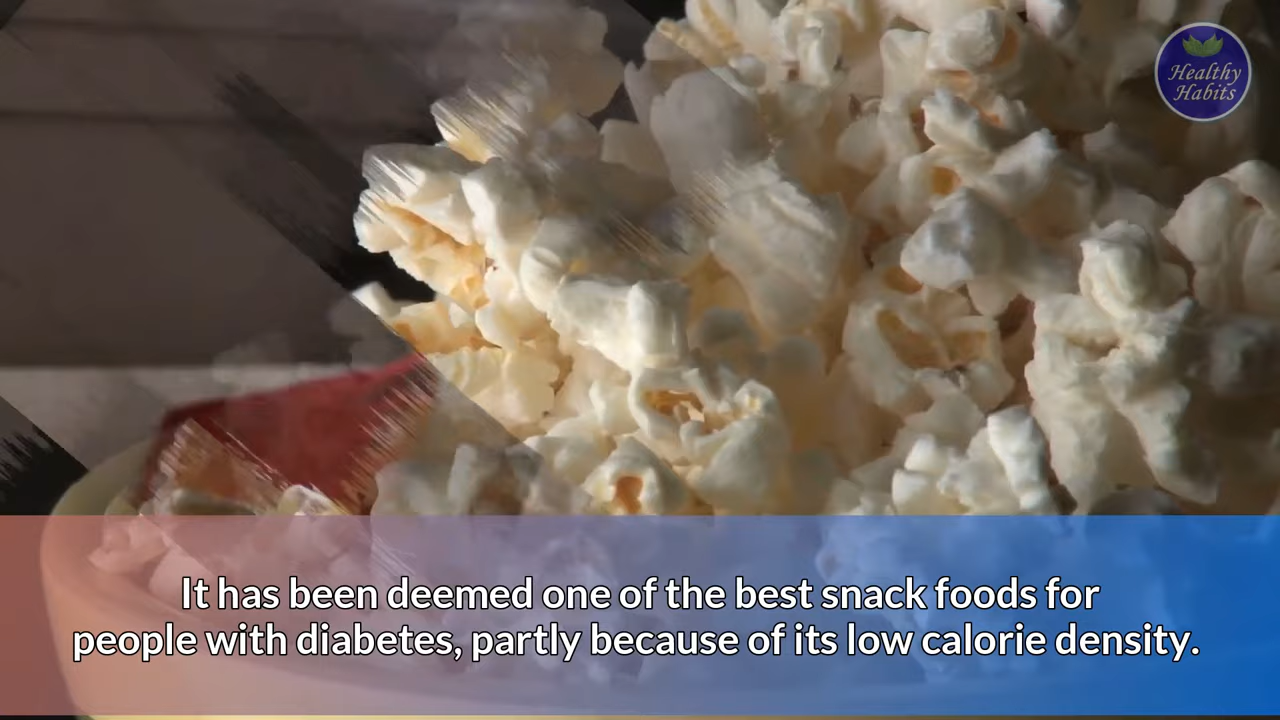 Healthy
Habits
It has been deemed one of the best snack foods for
people with diabetes, partly because of its low calorie density.